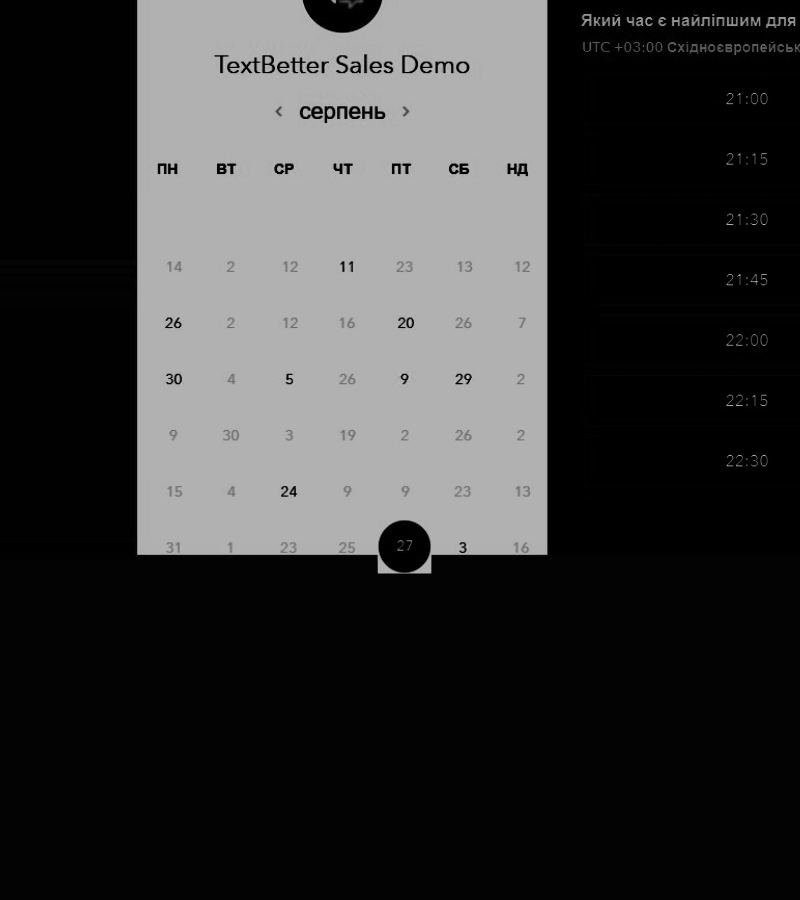 TextBetter Sales Demo
‹ серпень ›
ПН ВТ СР ЧТ ПТ СБ НД
14 2 12 11 23 13 12
26 2 12 16 20 26 7
30 4 5 26 9 29 2
9 30 3 19 2 26 2
15 4 24 9 9 23 13
31 1 23 25 27 3 16
Який час є найліпшим для
UTC +03:00 Східноєвропейськ
21:00
21:15
21:30
21:45
22:00
22:15
22:30